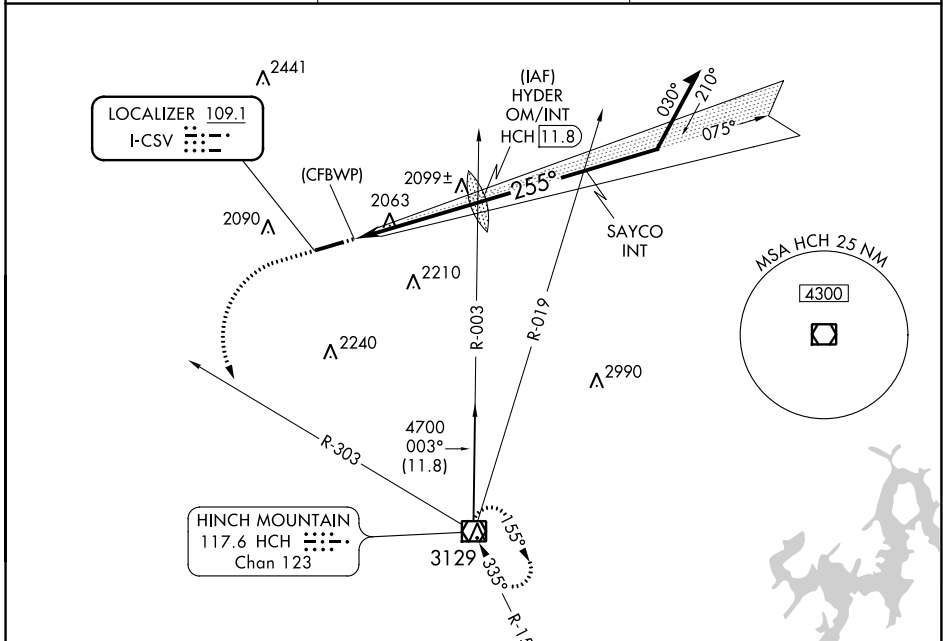 2441
LOCALIZER 109.1
I-CSV
(IAF)
HYDER
OM/INT
HCH 11.8
030°
210°
075°
(CFBWP)
2099±
255°
2063
2090
SAYCO
INT
MSA HCH 25 NM
4300
2210
R-003
R-019
2240
2990
4700
003°
(11.8)
R-303
HINCH MOUNTAIN
117.6 HCH
Chan 123
3129
155°
335°